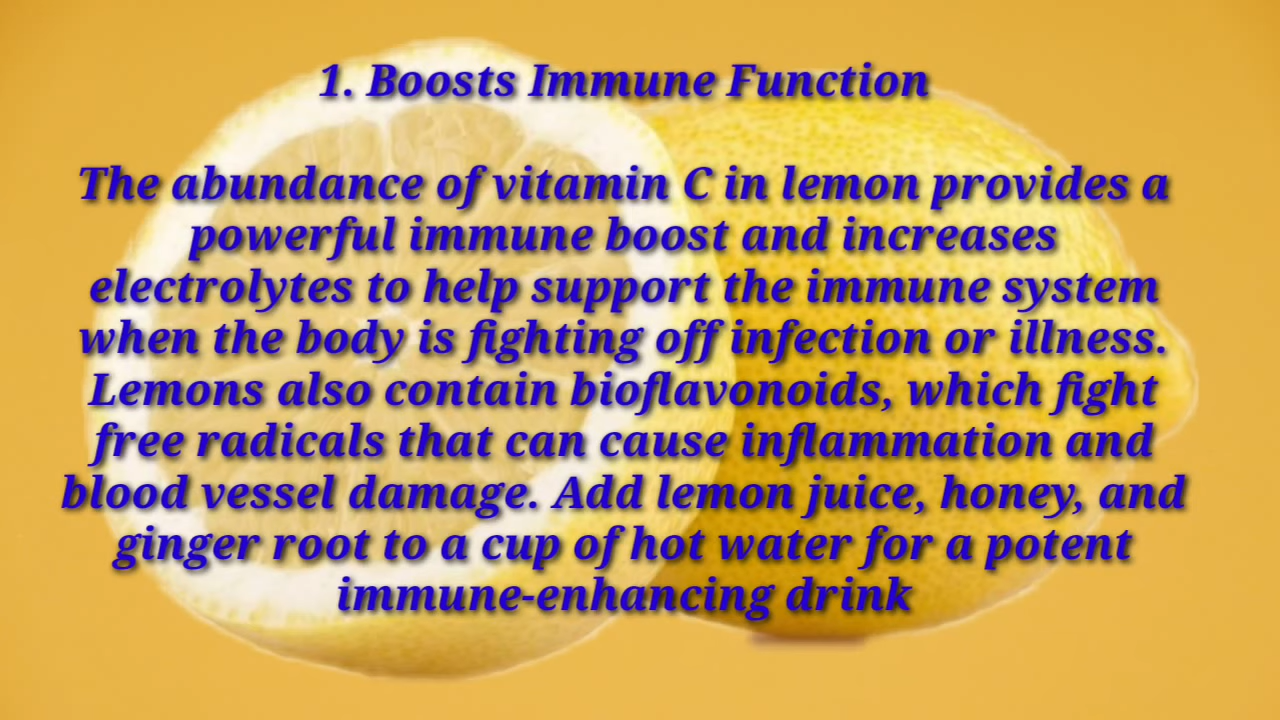 1. Boosts Immune Function
The abundance of vitamin C in lemon provides a
powerful immune boost and increases
electrolytes to help support the immune system
when the body is fighting off infection or illness.
Lemons also contain bioflavonoids, which fight
free radicals that can cause inflammation and
blood vessel damage. Add lemon juice, honey, and
ginger root to a cup of hot water for a potent
immune-enhancing drink